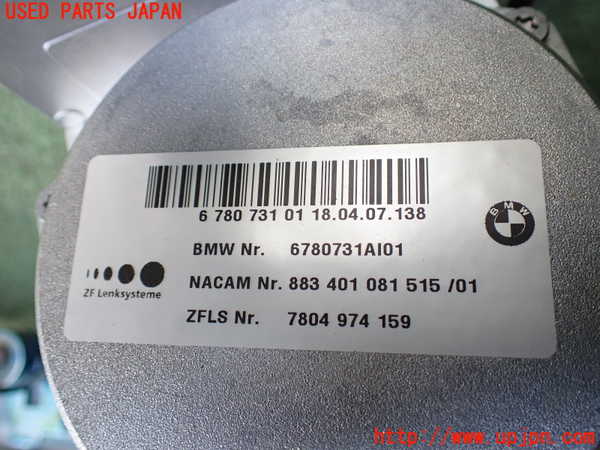 USED PARTS JAPAN
6 780 731 01 18.04.07.138
BMW
BMW Nr. 6780731AI01
NACAM Nr. 883 401 081 515 /01
ZF Lenksysteme
ZFLS Nr. 7804 974 159
http://www.upjpn.com/